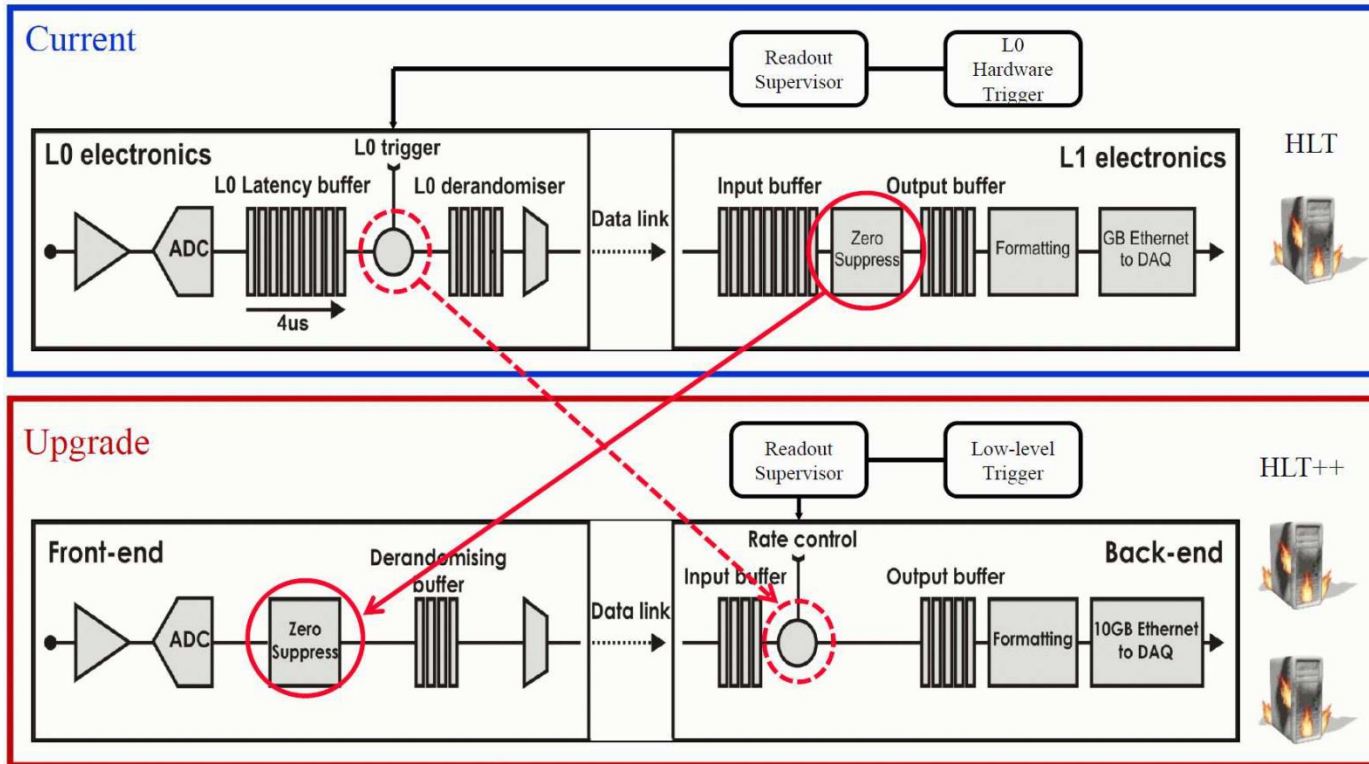 Current
Readout
Supervisor
L0
Hardware
Trigger
L0 electronics
L0 trigger
L0 Latency buffer
L0 derandomiser
ADC
4us
Data link
L1 electronics
Input buffer
Output buffer
Zero
Suppress
Formatting
GB Ethernet
to DAQ
HLT
Upgrade
Readout
Supervisor
Low-level
Trigger
HLT++
Front-end
Derandomising
buffer
ADC
Zero
Suppress
Data link
Rate control
Back-end
Input buffer
Output buffer
Formatting
10GB Ethernet
to DAQ